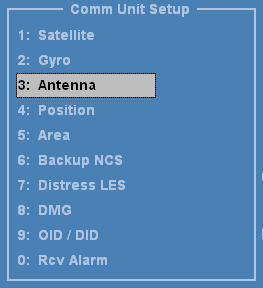 Comm Unit Setup
1: Satellite
2: Gyro
3: Antenna
4: Position
5: Area
6: Backup NCS
7: Distress LES
8: DMG
9: OID / DID
0: Rcv Alarm